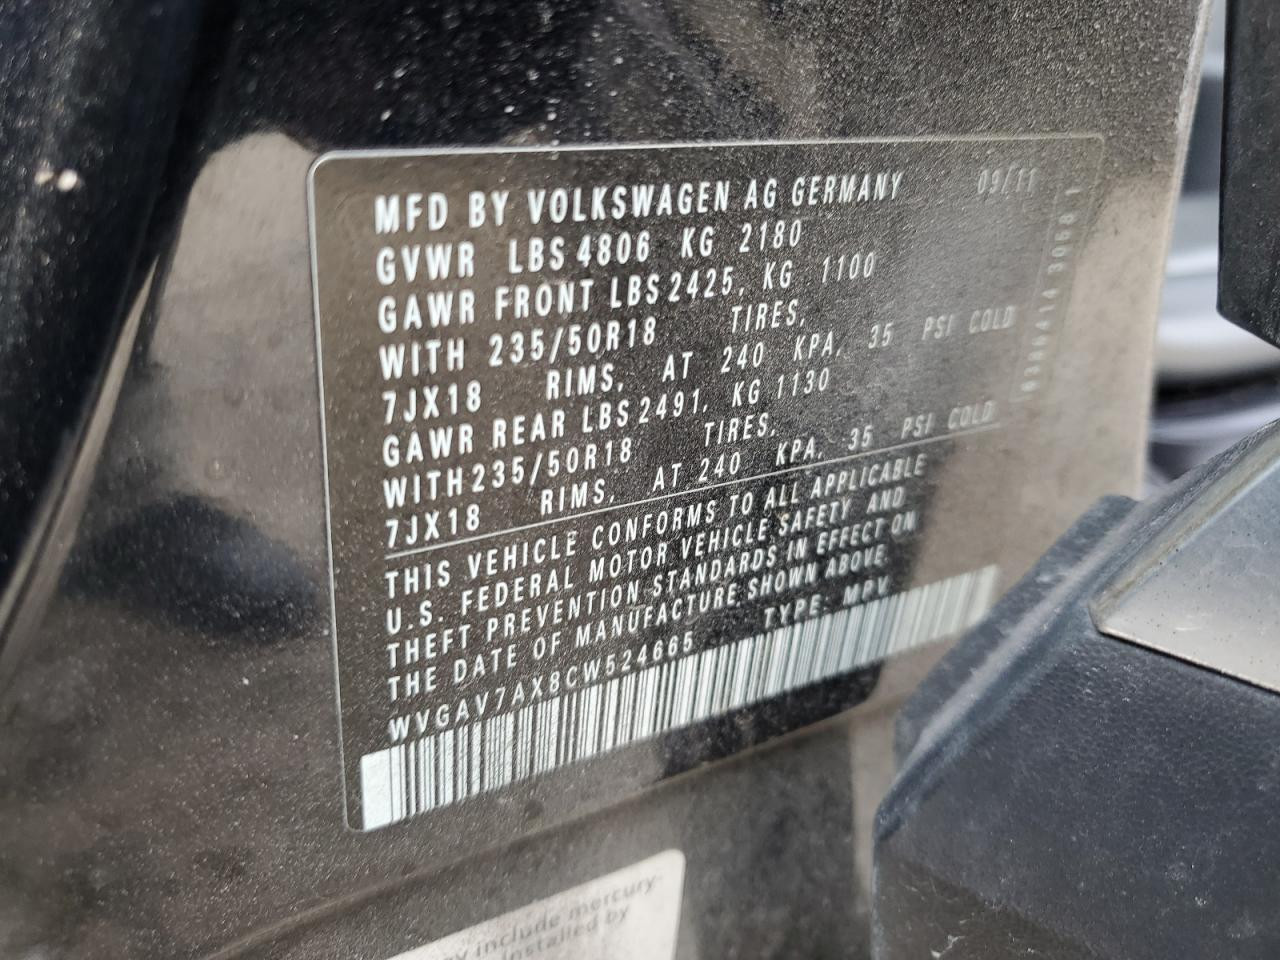 MFD BY VOLKSWAGEN AG GERMANY 09/11
GVWR LBS 4806 KG 2180
GAWR FRONT LBS 2425, KG 1100
WITH 235/50R18 TIRES,
7JX18 RIMS, AT 240 KPA, 35 PSI COLD
GAWR REAR LBS 2491, KG 1130
WITH 235/50R18 TIRES,
7JX18 RIMS, AT 240 KPA, 35 PSI COLD
THIS VEHICLE CONFORMS TO ALL APPLICABLE
U.S. FEDERAL MOTOR VEHICLE SAFETY AND
THEFT PREVENTION STANDARDS IN EFFECT ON
THE DATE OF MANUFACTURE SHOWN ABOVE
WVGAV7AX8CW524665 TYPE: MPV
include mercury-
installed by